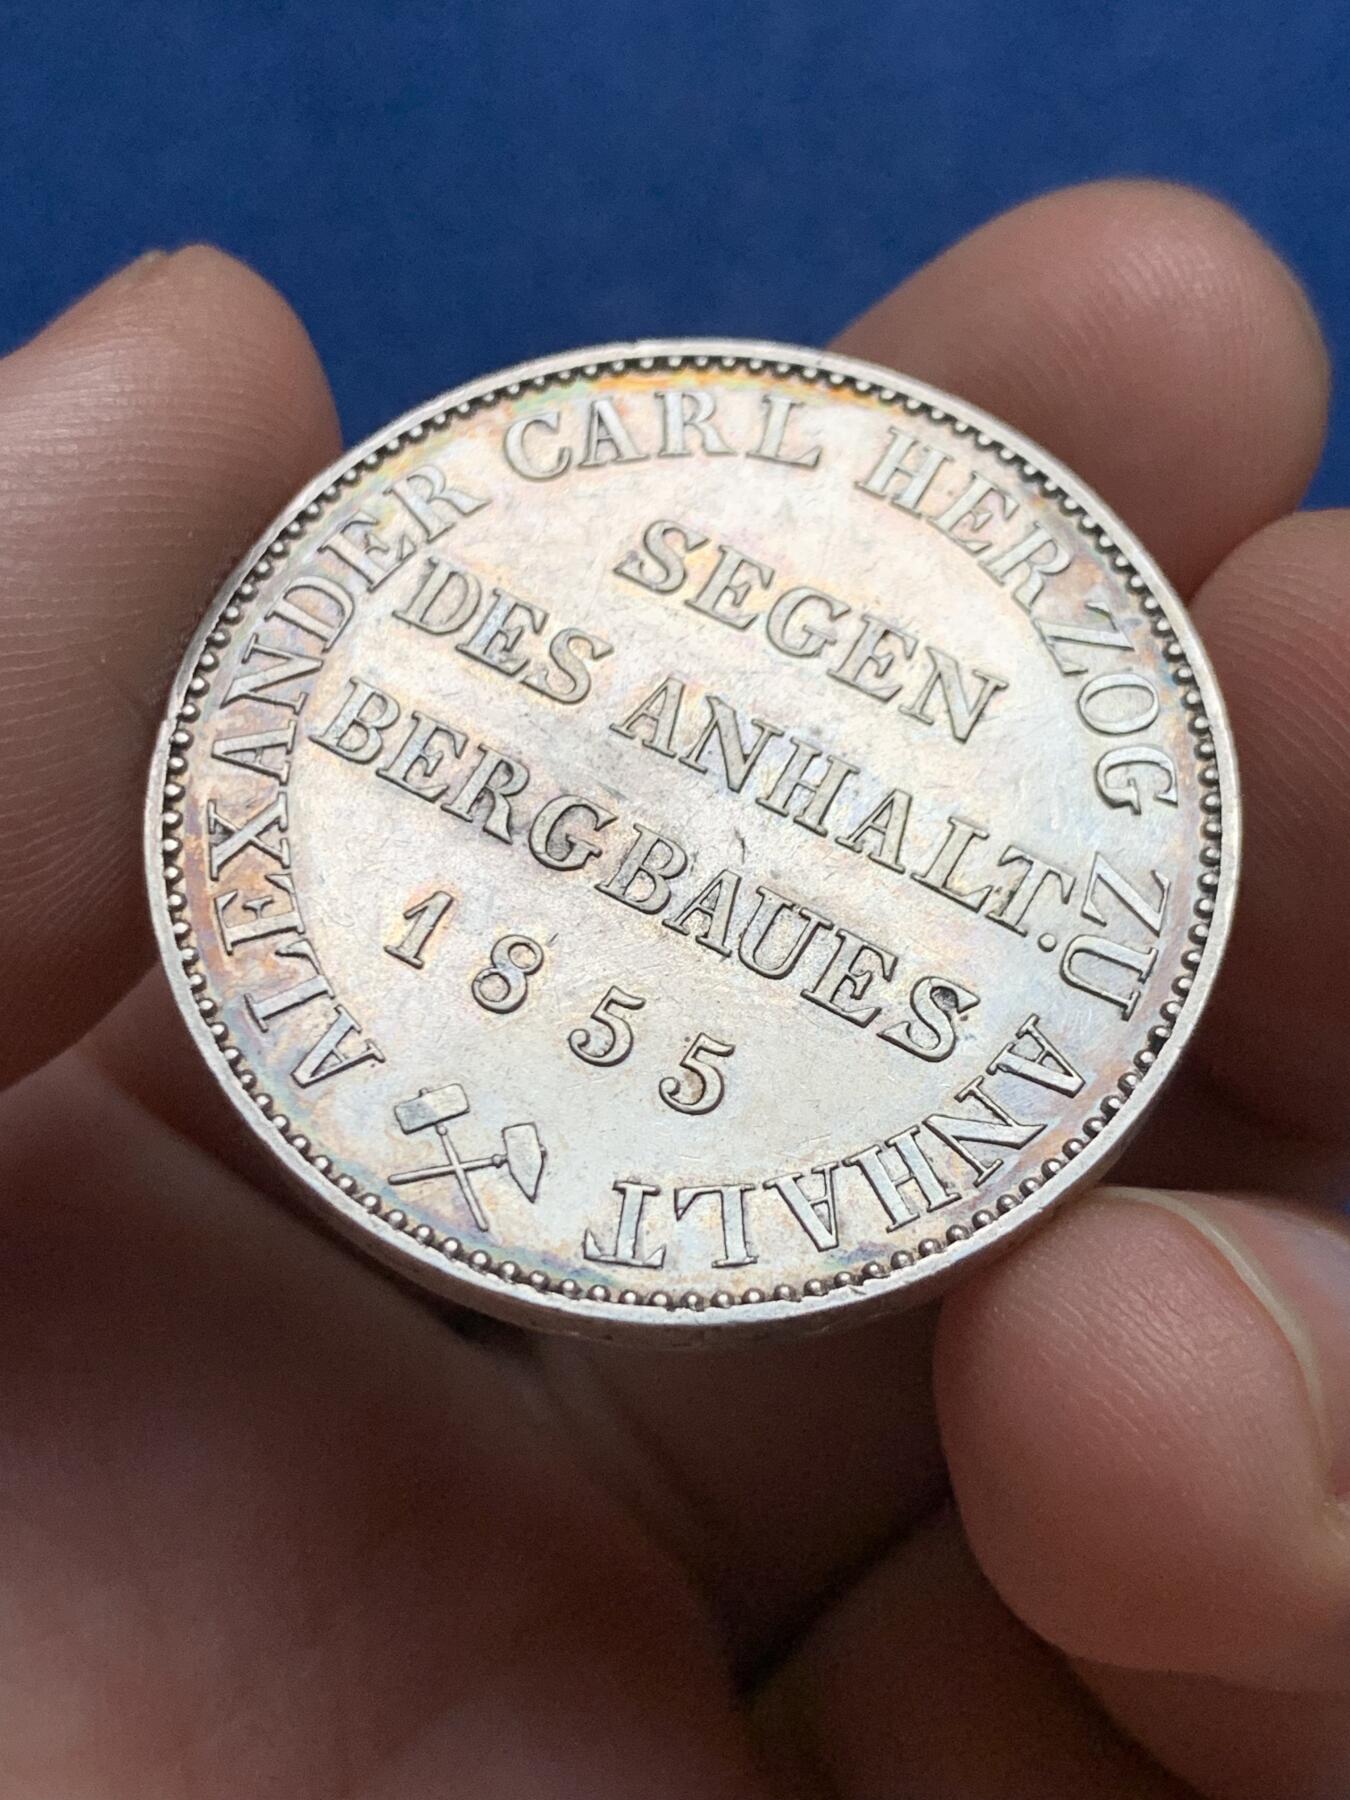 ALEXANDER CARL HERZOG ZU ANHALT
SEGEN
DES ANHALT.
BERGBAUES
1855